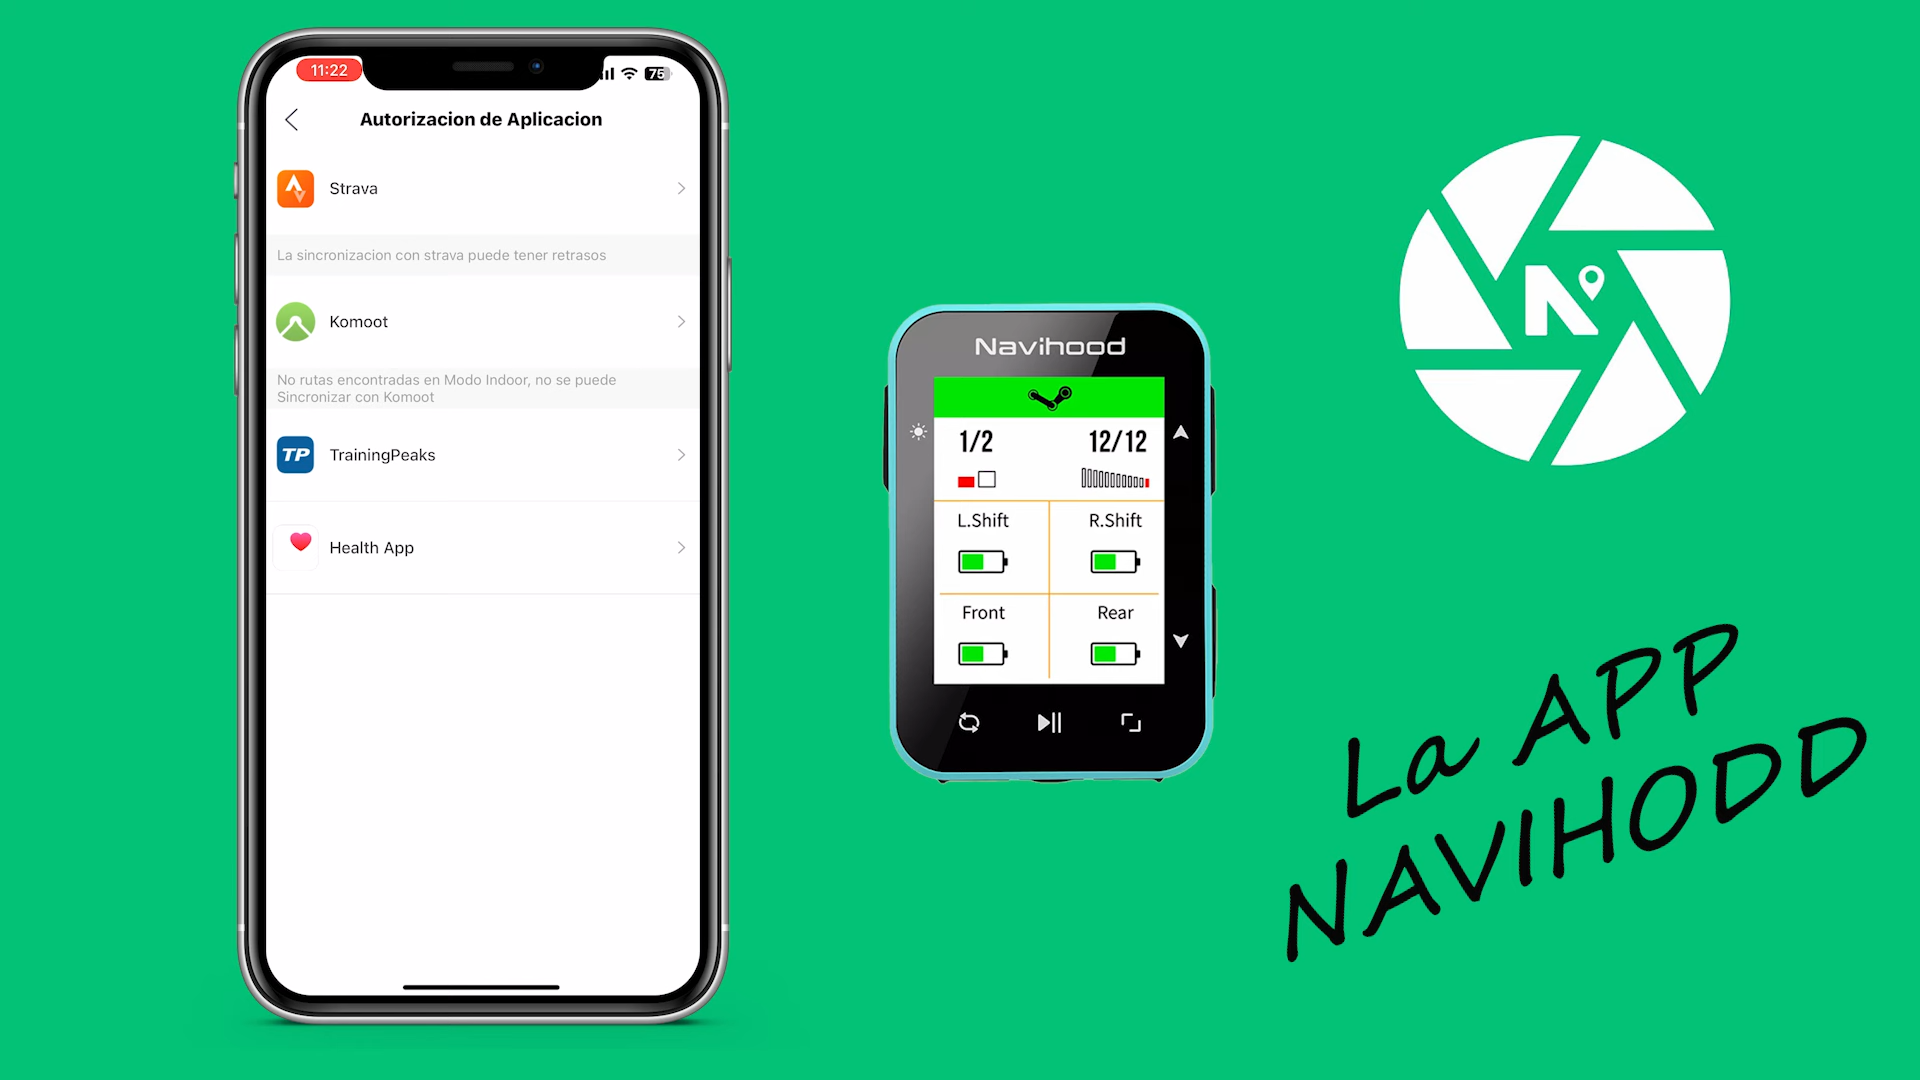 11:22
75
Autorizacion de Aplicacion
Strava
La sincronizacion con strava puede tener retrasos
Komoot
No rutas encontradas en Modo Indoor, no se puede
Sincronizar con Komoot
TP
TrainingPeaks
Health App
Navihood
1/2
12/12
L.Shift
R.Shift
Front
Rear
N
La APP
NAVIHODD